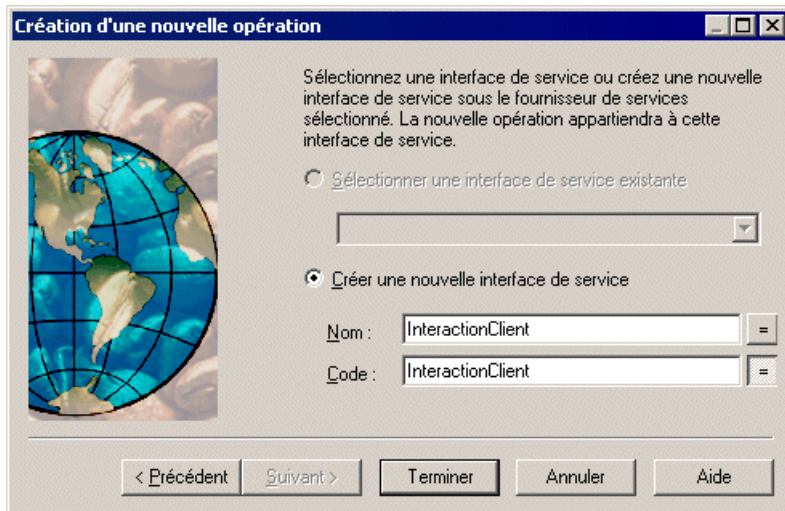 Création d'une nouvelle opération
Sélectionnez une interface de service ou créez une nouvelle
interface de service sous le fournisseur de services
sélectionné. La nouvelle opération appartiendra à cette
interface de service.
Sélectionner une interface de service existante
Créer une nouvelle interface de service
Nom : InteractionClient =
Code : InteractionClient =
< Précédent Suivant > Terminer Annuler Aide